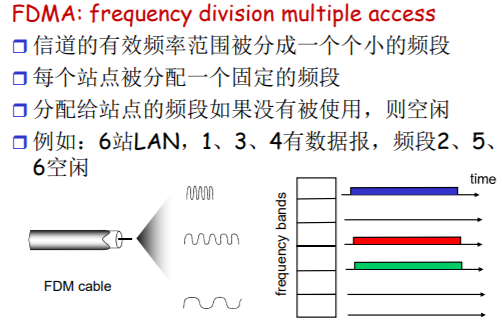 FDMA: frequency division multiple access
信道的有效频率范围被分成一个个小的频段
每个站点被分配一个固定的频段
分配给站点的频段如果没有被使用，则空闲
例如：6站LAN，1、3、4有数据报，频段2、5、
6空闲
time
frequency bands
FDM cable